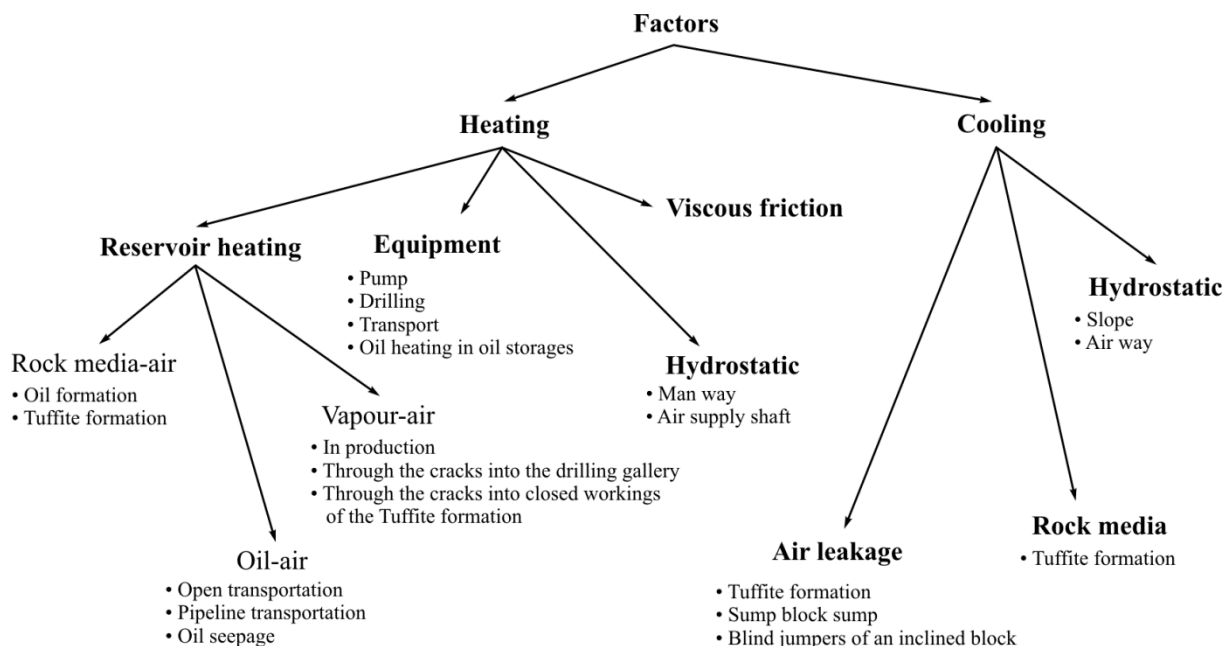 Factors
Heating
Cooling
Reservoir heating
Equipment
• Pump
• Drilling
• Transport
• Oil heating in oil storages
Viscous friction
Hydrostatic
• Slope
• Air way
Rock media-air
• Oil formation
• Tuffite formation
Vapour-air
• In production
• Through the cracks into the drilling gallery
• Through the cracks into closed workings
of the Tuffite formation
Hydrostatic
• Man way
• Air supply shaft
Oil-air
• Open transportation
• Pipeline transportation
• Oil seepage
Air leakage
• Tuffite formation
• Sump block sump
• Blind jumpers of an inclined block
Rock media
• Tuffite formation